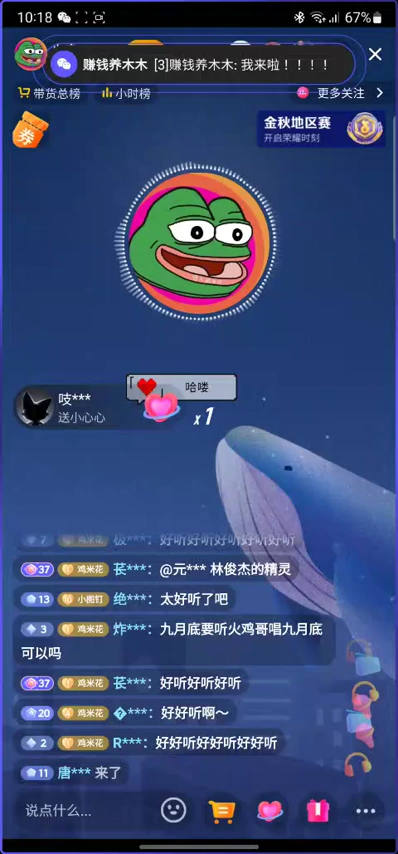 10:18
67%
赚钱养木木 [3]赚钱养木木: 我来啦！！！！
带货总榜
小时榜
更多关注
券
金秋地区赛
开启荣耀时刻
哈喽
吱***
送小心心
x1
7 鸡米花 极***： 好听好听好听好听好听
37 鸡米花 苌***： @元*** 林俊杰的精灵
13 小图钉 绝***： 太好听了吧
3 鸡米花 炸***： 九月底要听火鸡哥唱九月底
可以吗
37 鸡米花 苌***： 好听好听好听
20 鸡米花 �***： 好好听啊～
2 鸡米花 R***： 好好听好好听好好听
11 唐*** 来了
说点什么...